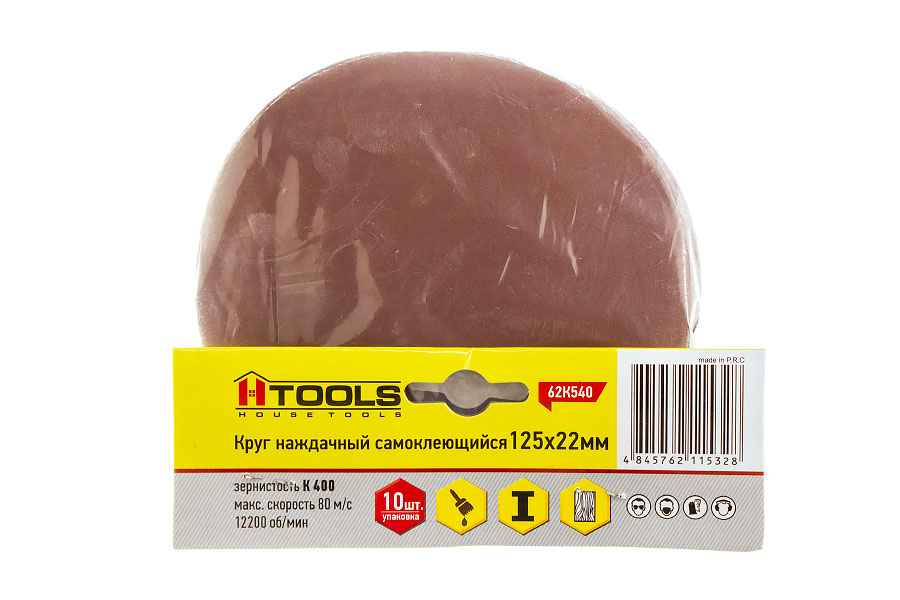 made in P.R.C
HTOOLS
HOUSE TOOLS
62K540
Круг наждачный самоклеющийся 125x22мм
4 845762 115328
зернистость К 400
макс. скорость 80 м/с
12200 об/мин
10шт.
упаковка